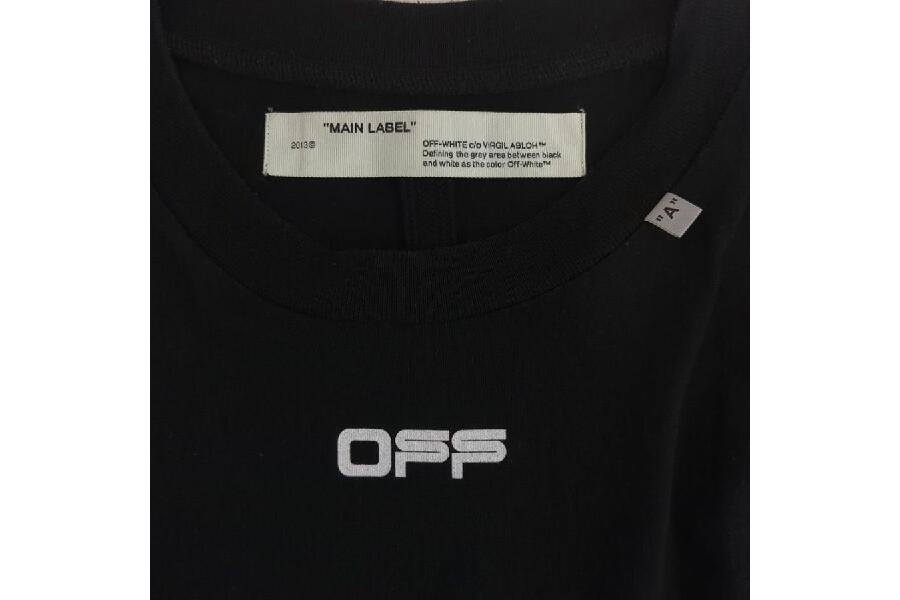 "MAIN LABEL"
2013©
OFF-WHITE c/o VIRGIL ABLOH™
Defining the grey area between black
and white as the color Off-White™
"A"
OFF